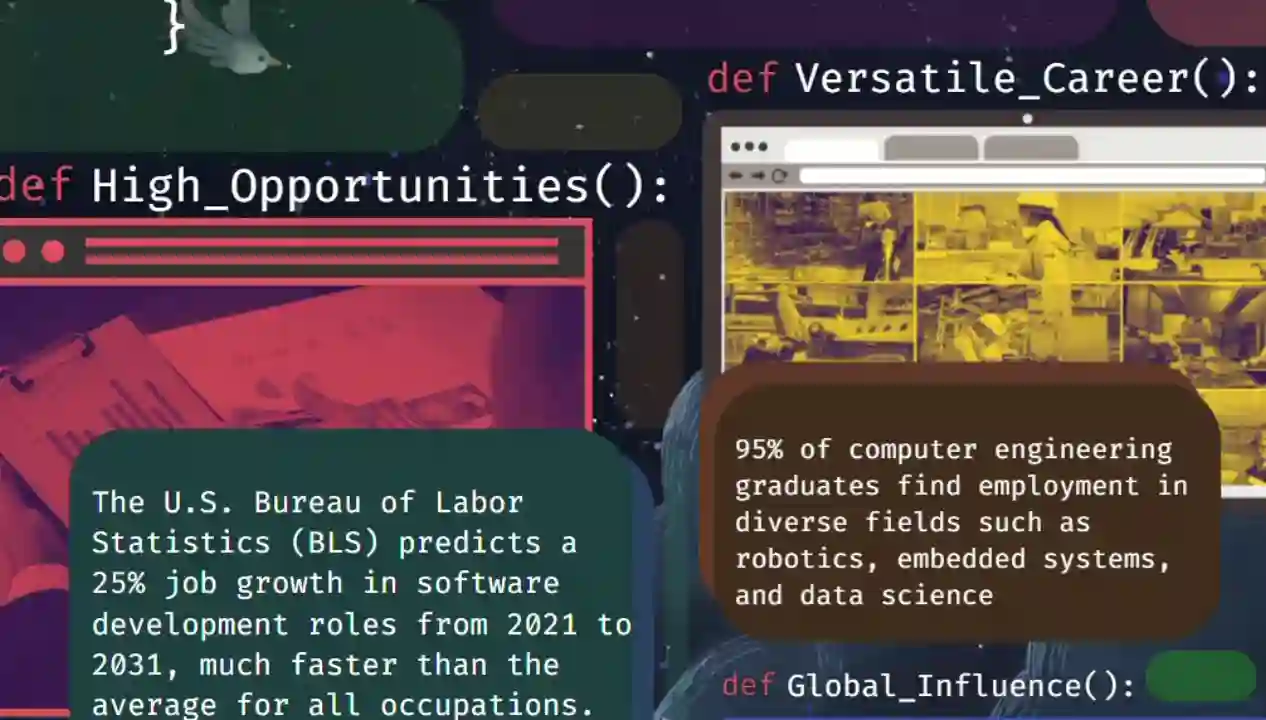 }
def High_Opportunities():
The U.S. Bureau of Labor
Statistics (BLS) predicts a
25% job growth in software
development roles from 2021 to
2031, much faster than the
average for all occupations.
def Versatile_Career():
95% of computer engineering
graduates find employment in
diverse fields such as
robotics, embedded systems,
and data science
def Global_Influence():